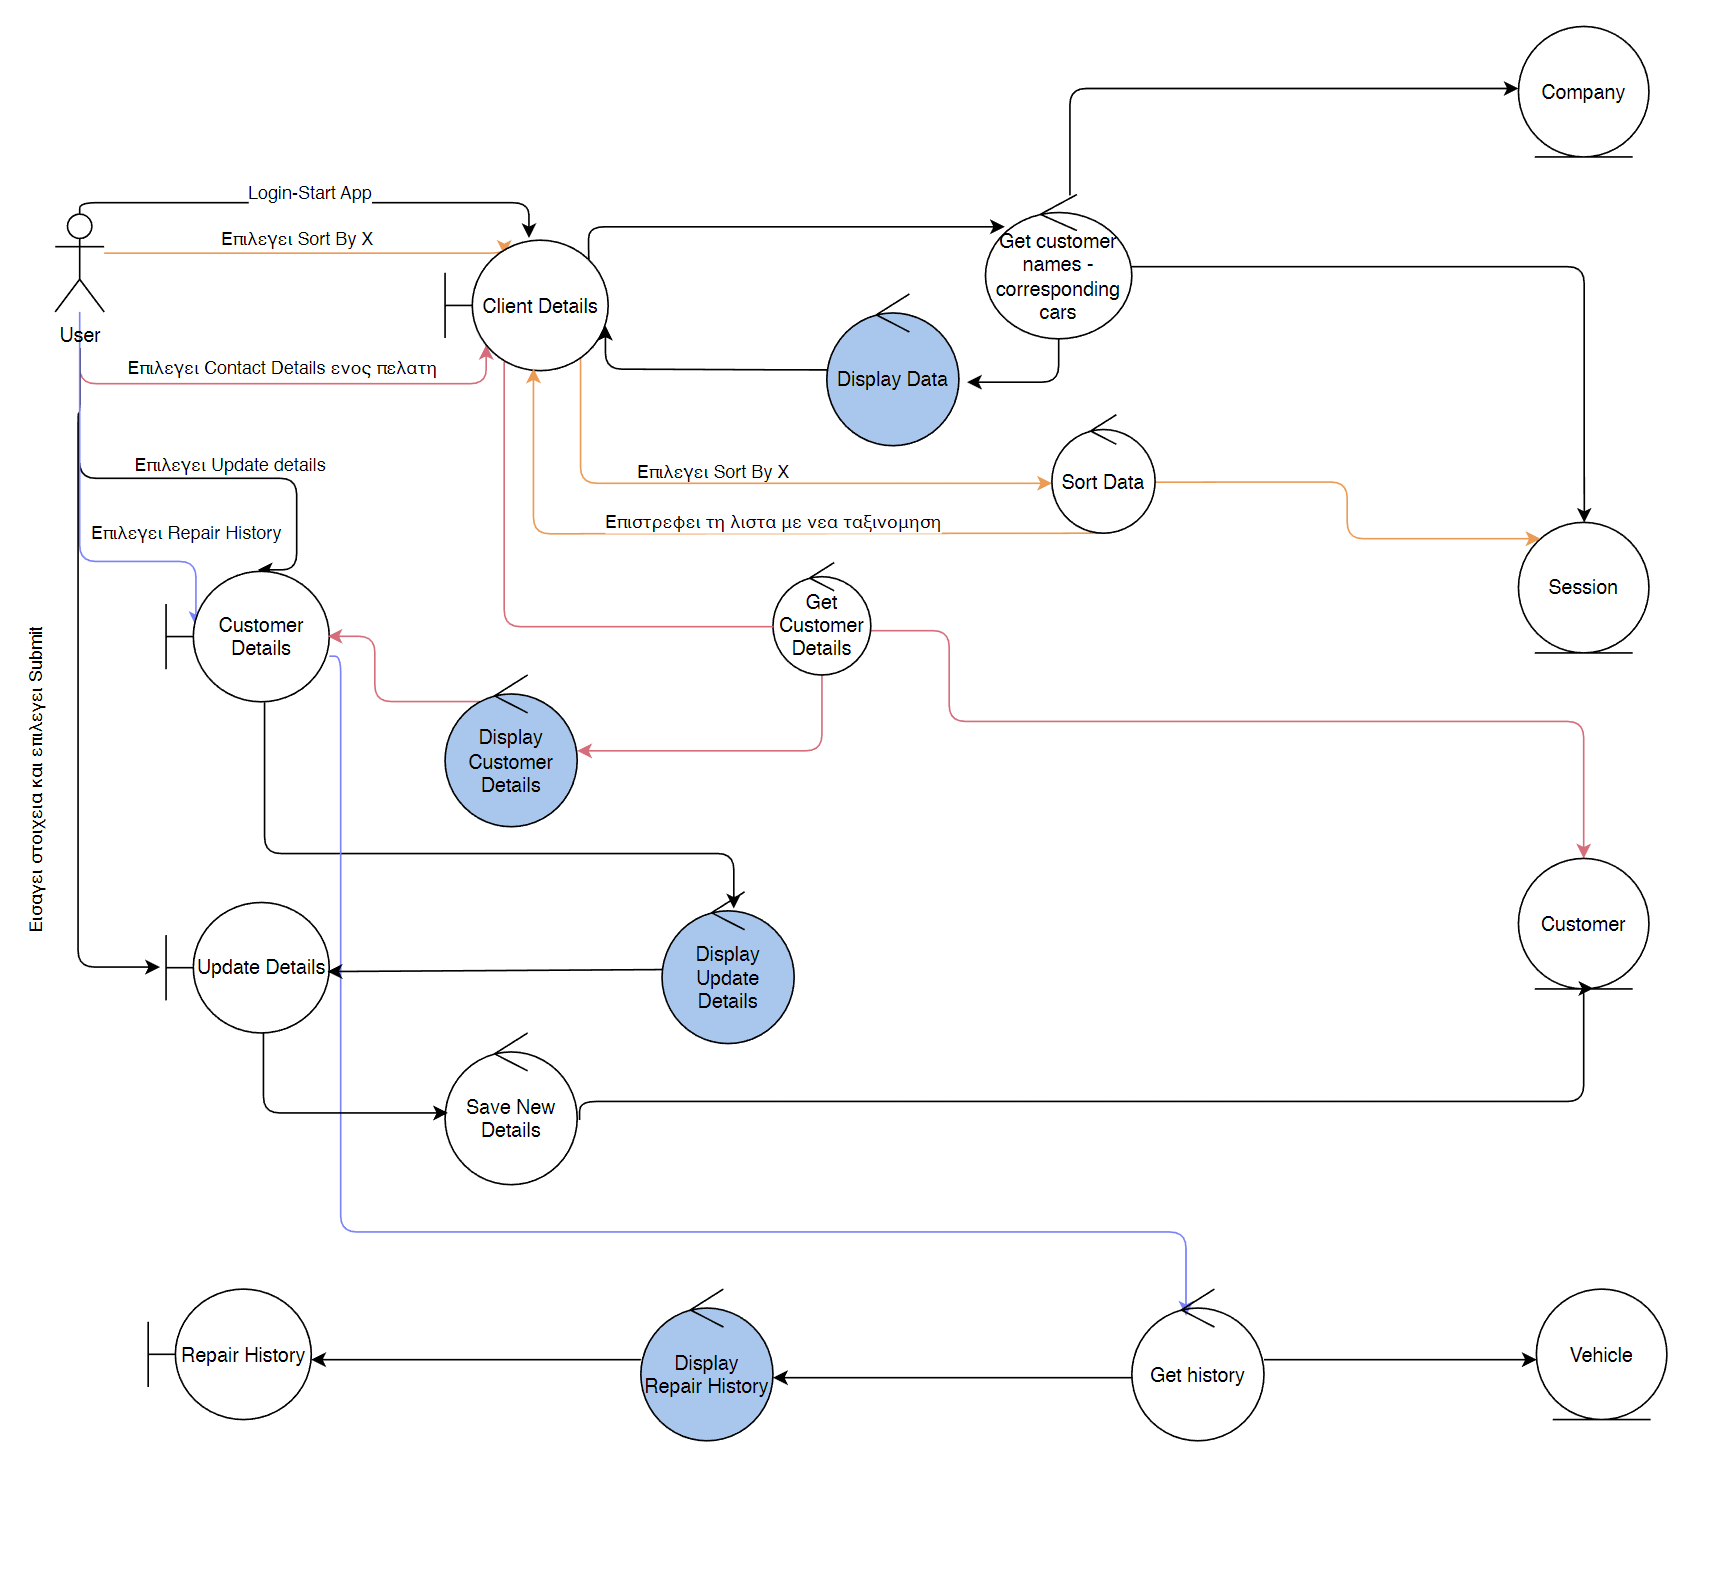 Company
Login-Start App
Επιλεγει Sort By X
User
Client Details
Get customer
names -
corresponding
cars
Επιλεγει Contact Details ενος πελατη
Display Data
Επιλεγει Update details
Επιλεγει Sort By X
Sort Data
Επιστρεφει τη λιστα με νεα ταξινομηση
Επιλεγει Repair History
Session
Customer
Details
Get
Customer
Details
Εισαγει στοιχεια και επιλεγει Submit
Display
Customer
Details
Customer
Update Details
Display
Update
Details
Save New
Details
Repair History
Display
Repair History
Get history
Vehicle